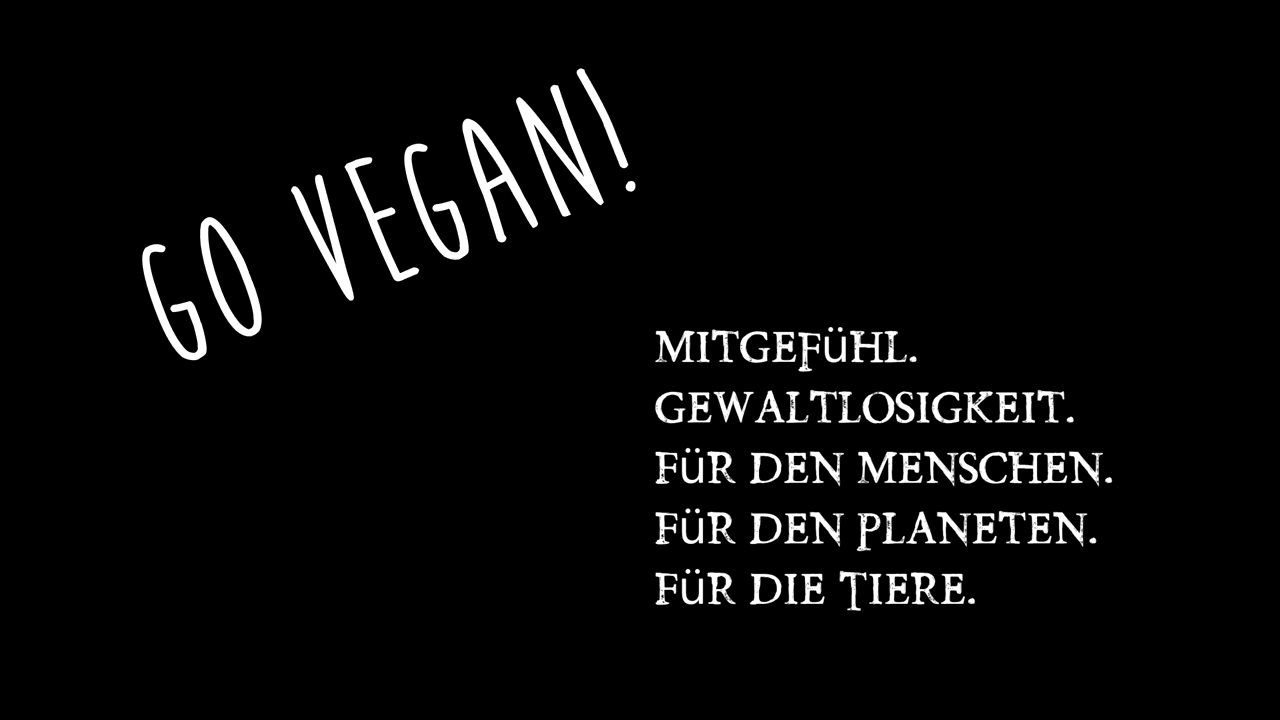 GO VEGAN!
MITGEFÜHL.
GEWALTLOSIGKEIT.
FÜR DEN MENSCHEN.
FÜR DEN PLANETEN.
FÜR DIE TIERE.